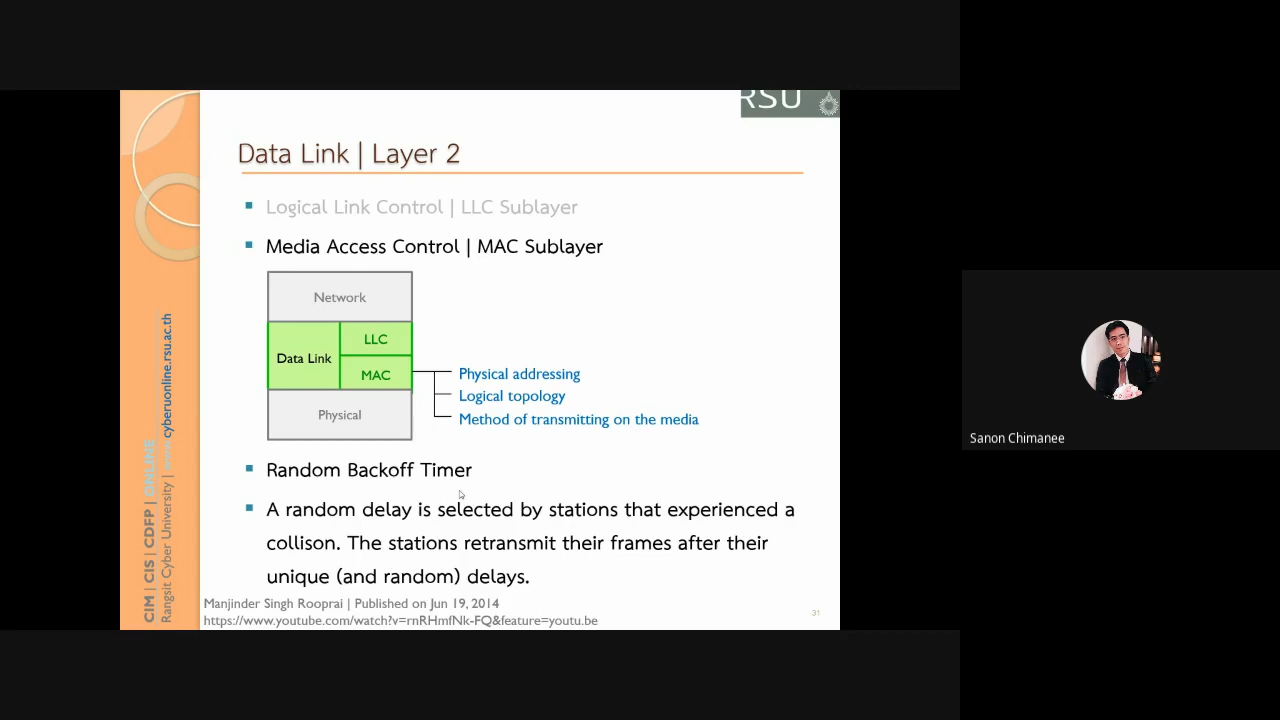 RSU
Data Link | Layer 2
Logical Link Control | LLC Sublayer
Media Access Control | MAC Sublayer
Network
Data Link
LLC
MAC
Physical
Physical addressing
Logical topology
Method of transmitting on the media
Random Backoff Timer
A random delay is selected by stations that experienced a
collision. The stations retransmit their frames after their
unique (and random) delays.
Manjinder Singh Rooprai | Published on Jun 19, 2014
https://www.youtube.com/watch?v=rnRHmfNk-FQ&feature=youtu.be
31
CIM | CIS | CDFP | ONLINE
Rangsit Cyber University | www.cyberuonline.rsu.ac.th
Sanon Chimanee